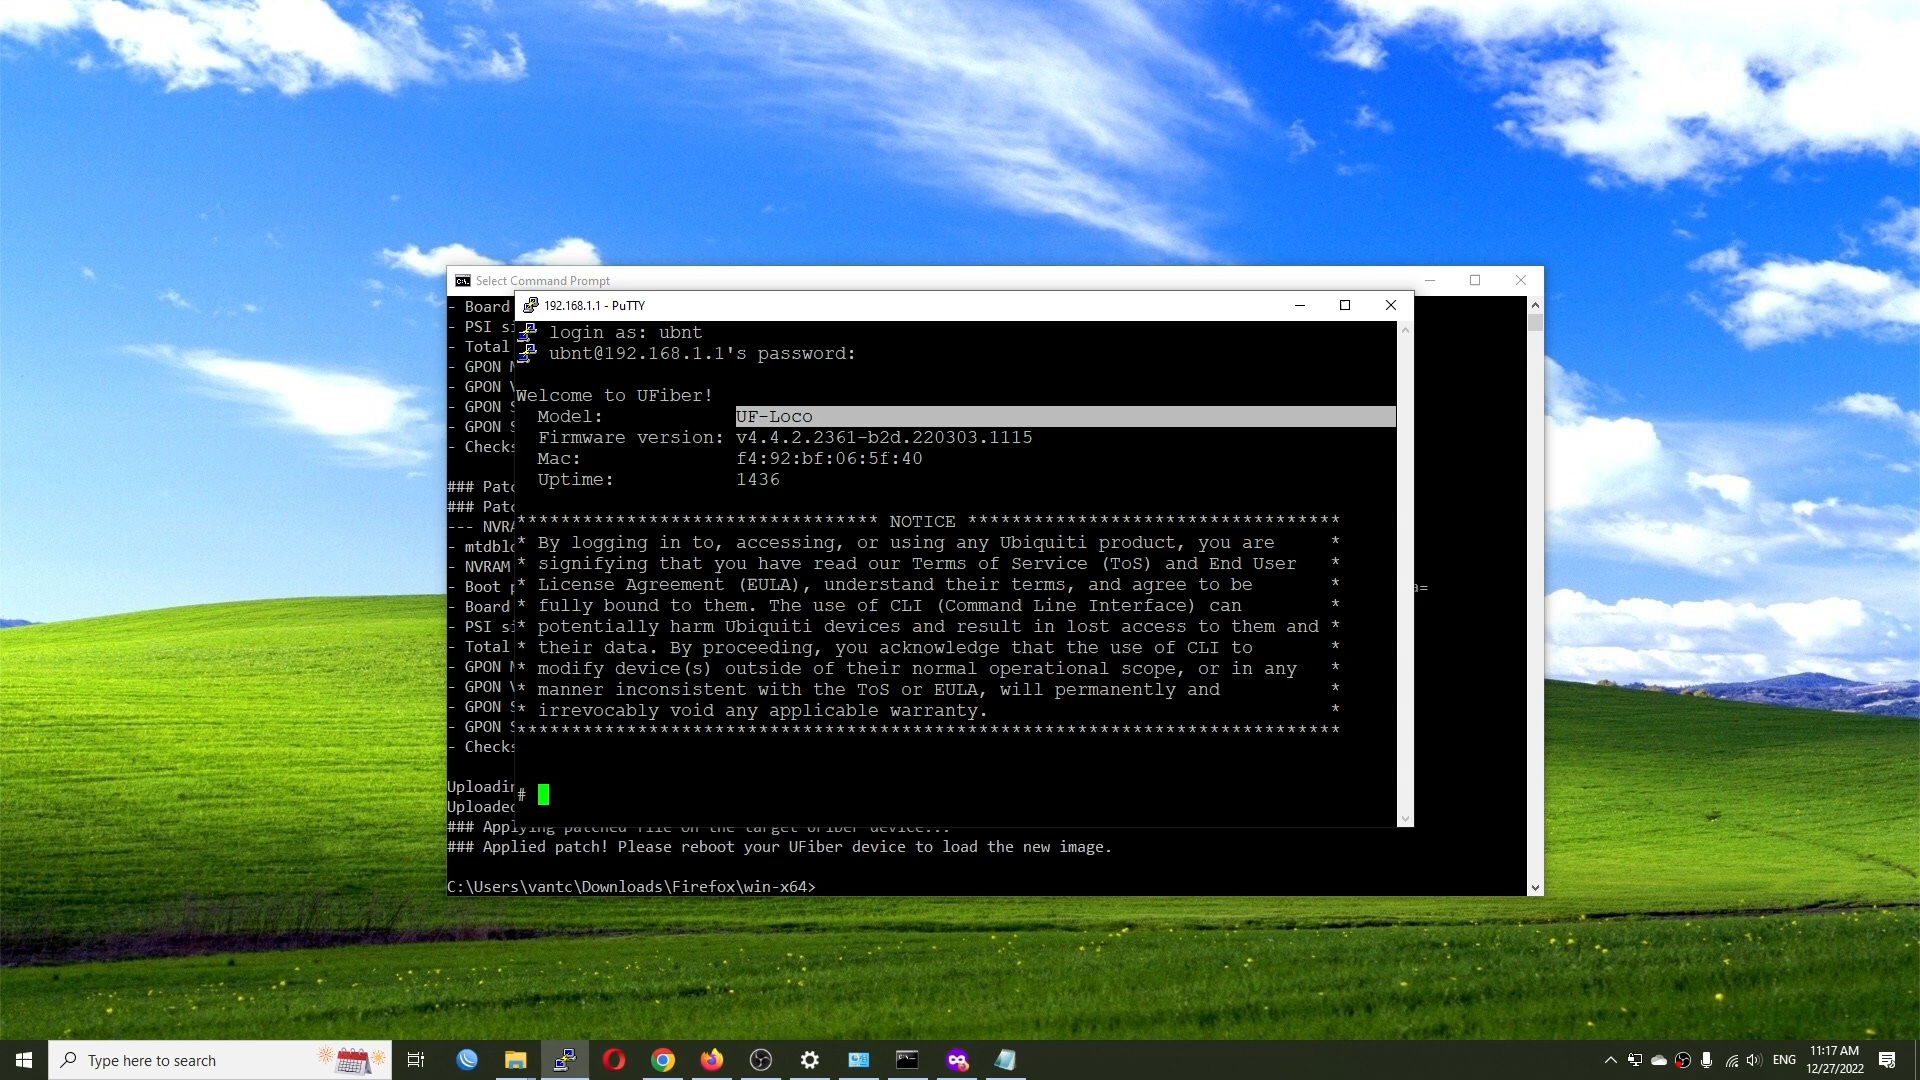 Select Command Prompt
- Board
- PSI
- Total
- GPON
- GPON
- GPON
- GPON
###
###
--- 
-
- NVRAM
- Boot
- Board
- PSI
- Total
- GPON
- GPON
- GPON
- GPON
-
192.168.1.1 - PuTTY
login as: ubnt
ubnt@192.168.1.1's password:
Welcome to UFiber!
Model: UF-Loco
Firmware version: v4.4.2.2361-b2d.220303.1115
Mac: f4:92:bf:06:5f:40
Uptime: 1436
********************************* NOTICE **********************************
* By logging in to, accessing, or using any Ubiquiti product, you are *
* signifying that you have read our Terms of Service (ToS) and End User *
* License Agreement (EULA), understand their terms, and agree to be *
* fully bound to them. The use of CLI (Command Line Interface) can *
* potentially harm Ubiquiti devices and result in lost access to them and *
* their data. By proceeding, you acknowledge that the use of CLI to *
* modify device(s) outside of their normal operational scope, or in any *
* manner inconsistent with the ToS or EULA, will permanently and *
* irrevocably void any applicable warranty. *
***************************************************************************
#
### Applying patched file on the target UFiber device...
### Applied patch! Please reboot your UFiber device to load the new image.
C:\Users\vantc\Downloads\Firefox\win-x64>
Type here to search
ENG
11:17 AM
12/27/2022